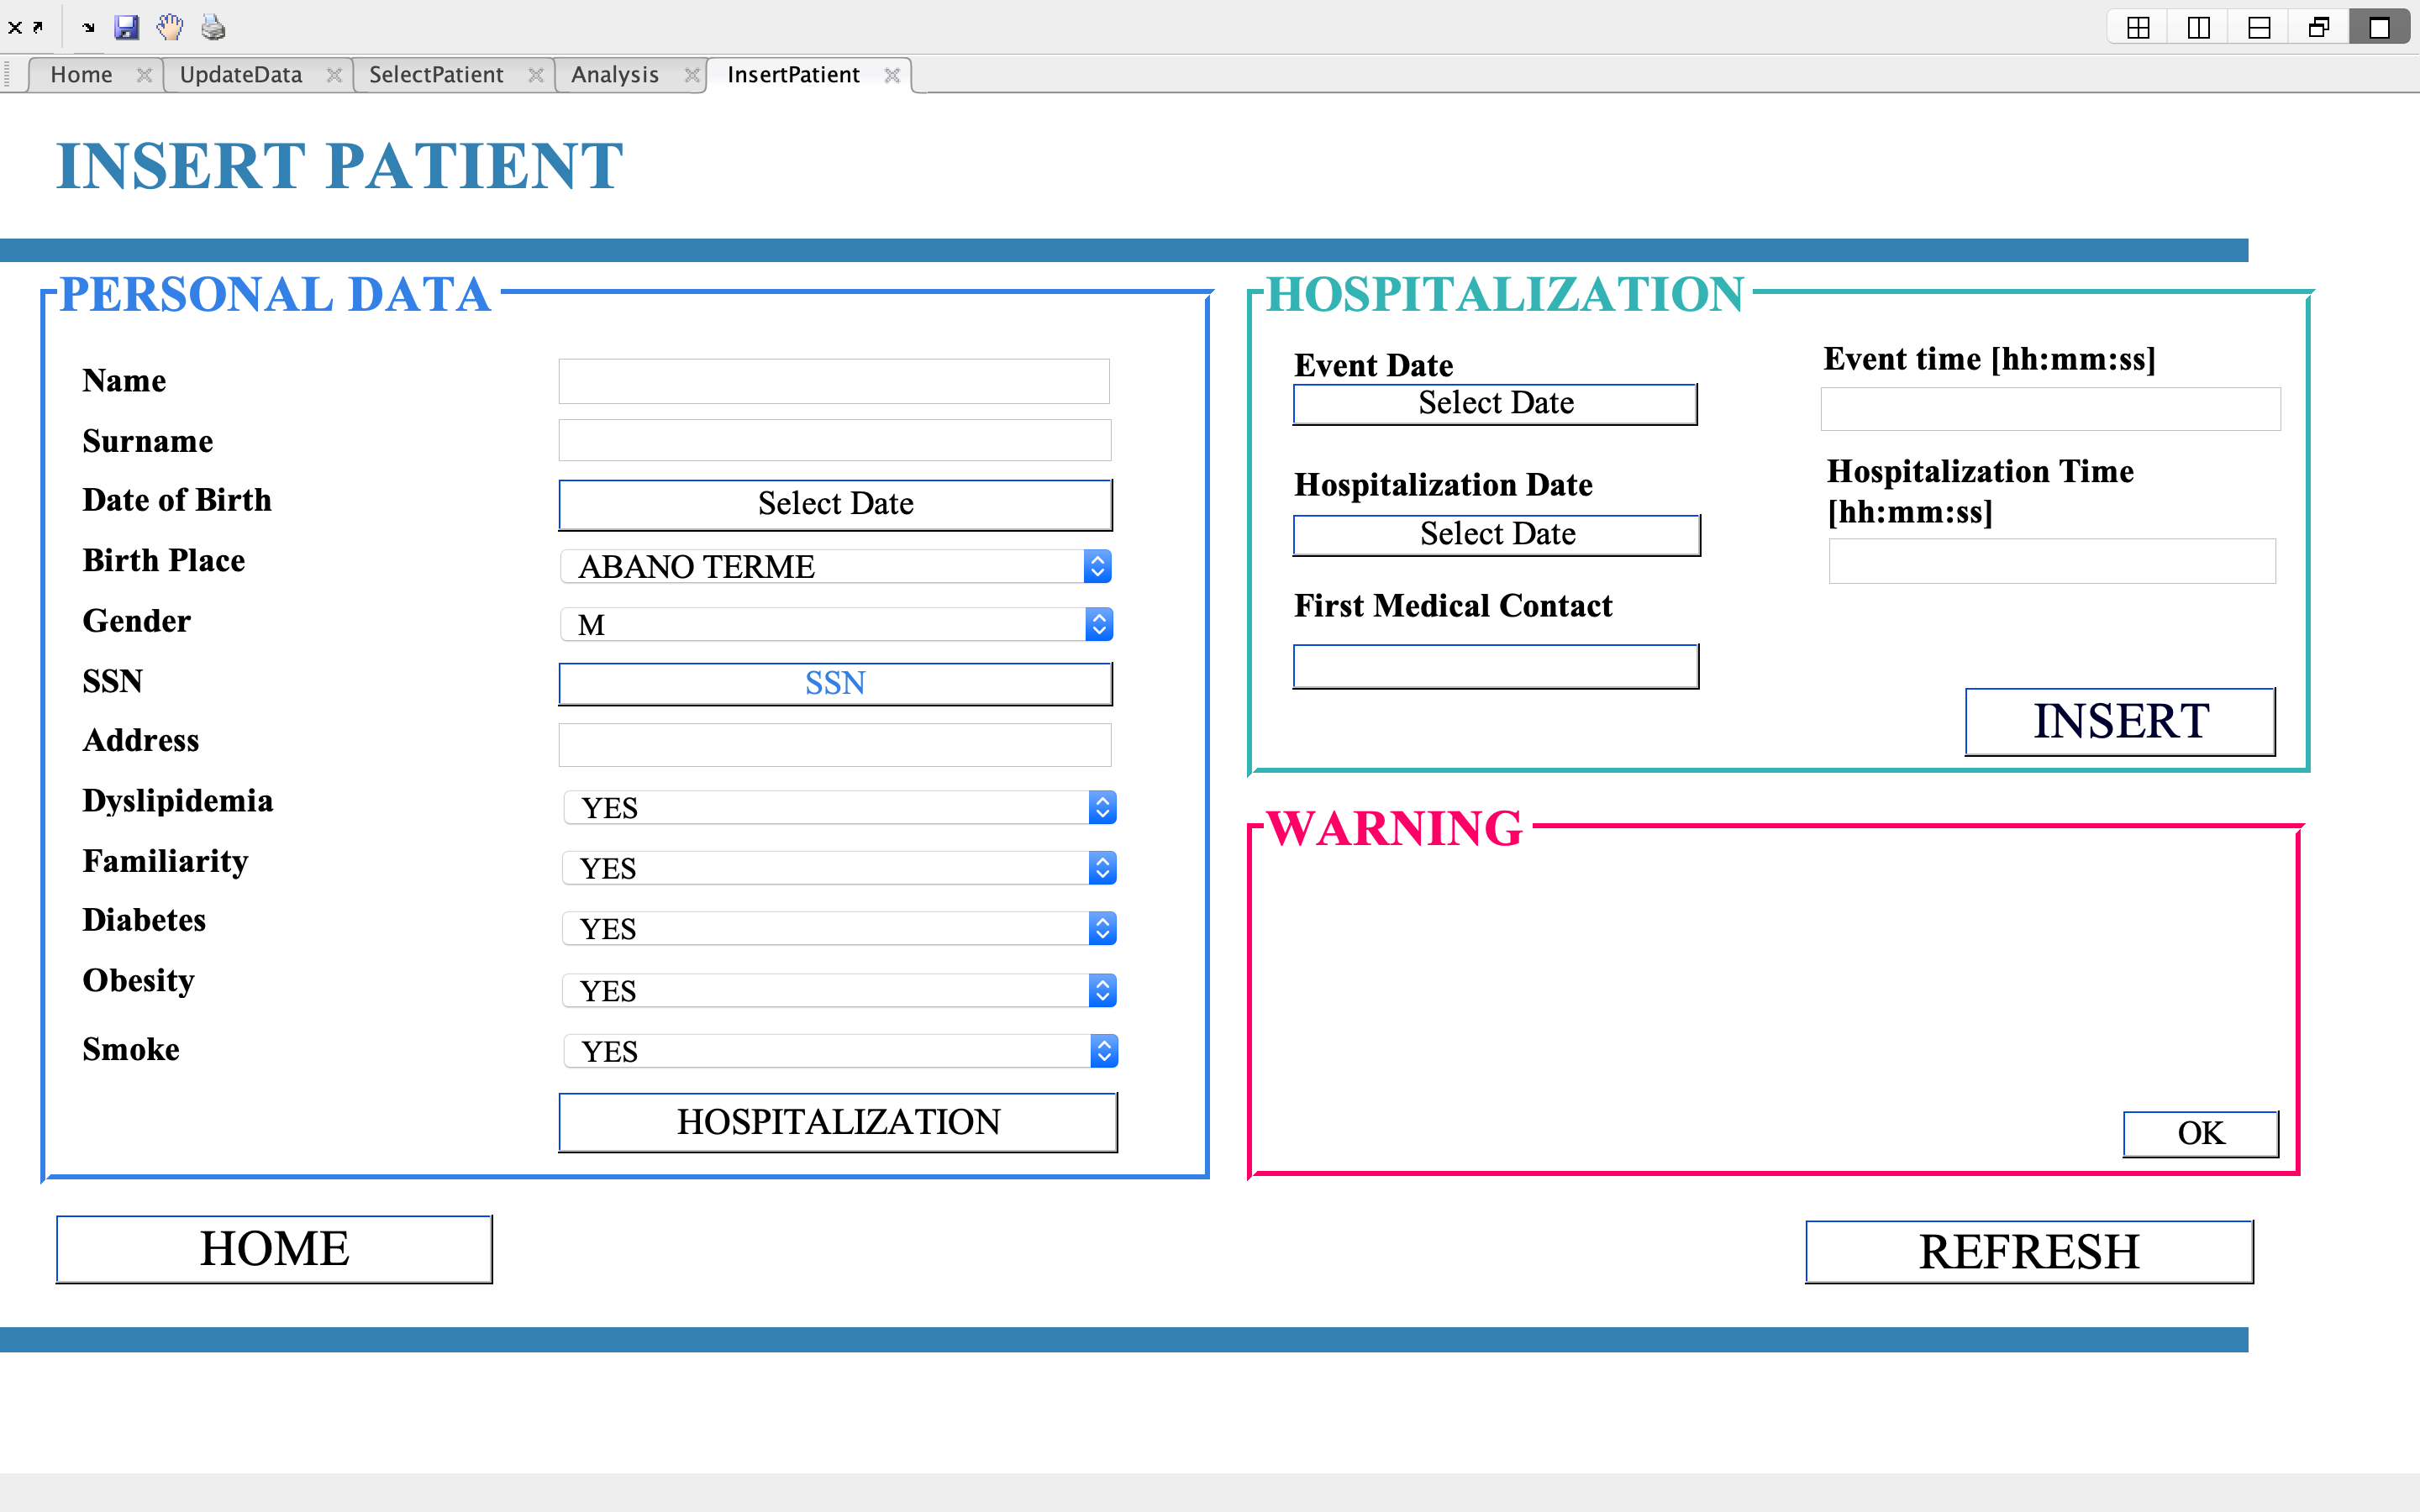 Home UpdateData SelectPatient Analysis InsertPatient
INSERT PATIENT
PERSONAL DATA
Name
Surname
Date of Birth Select Date
Birth Place ABANO TERME
Gender M
SSN SSN
Address
Dyslipidemia YES
Familiarity YES
Diabetes YES
Obesity YES
Smoke YES
HOSPITALIZATION
HOSPITALIZATION
Event Date
Select Date
Event time [hh:mm:ss]
Hospitalization Date
Select Date
Hospitalization Time
[hh:mm:ss]
First Medical Contact
INSERT
WARNING
OK
HOME
REFRESH